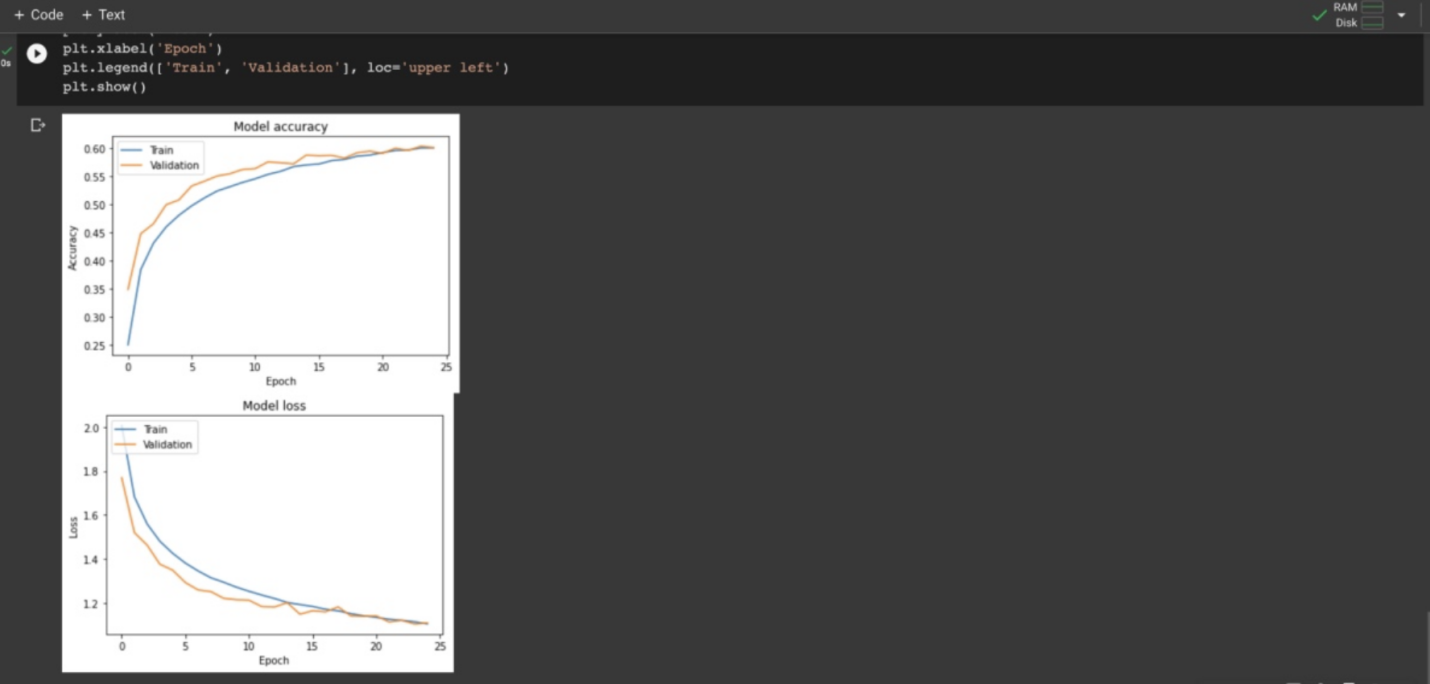 + Code + Text
RAM
Disk
0s
plt.xlabel('Epoch')
plt.legend(['Train', 'Validation'], loc='upper left')
plt.show()
Model accuracy
Train
Validation
0.60
0.55
0.50
0.45
0.40
0.35
0.30
0.25
Accuracy
0 5 10 15 20 25
Epoch
Model loss
Train
Validation
2.0
1.8
1.6
1.4
1.2
Loss
0 5 10 15 20 25
Epoch